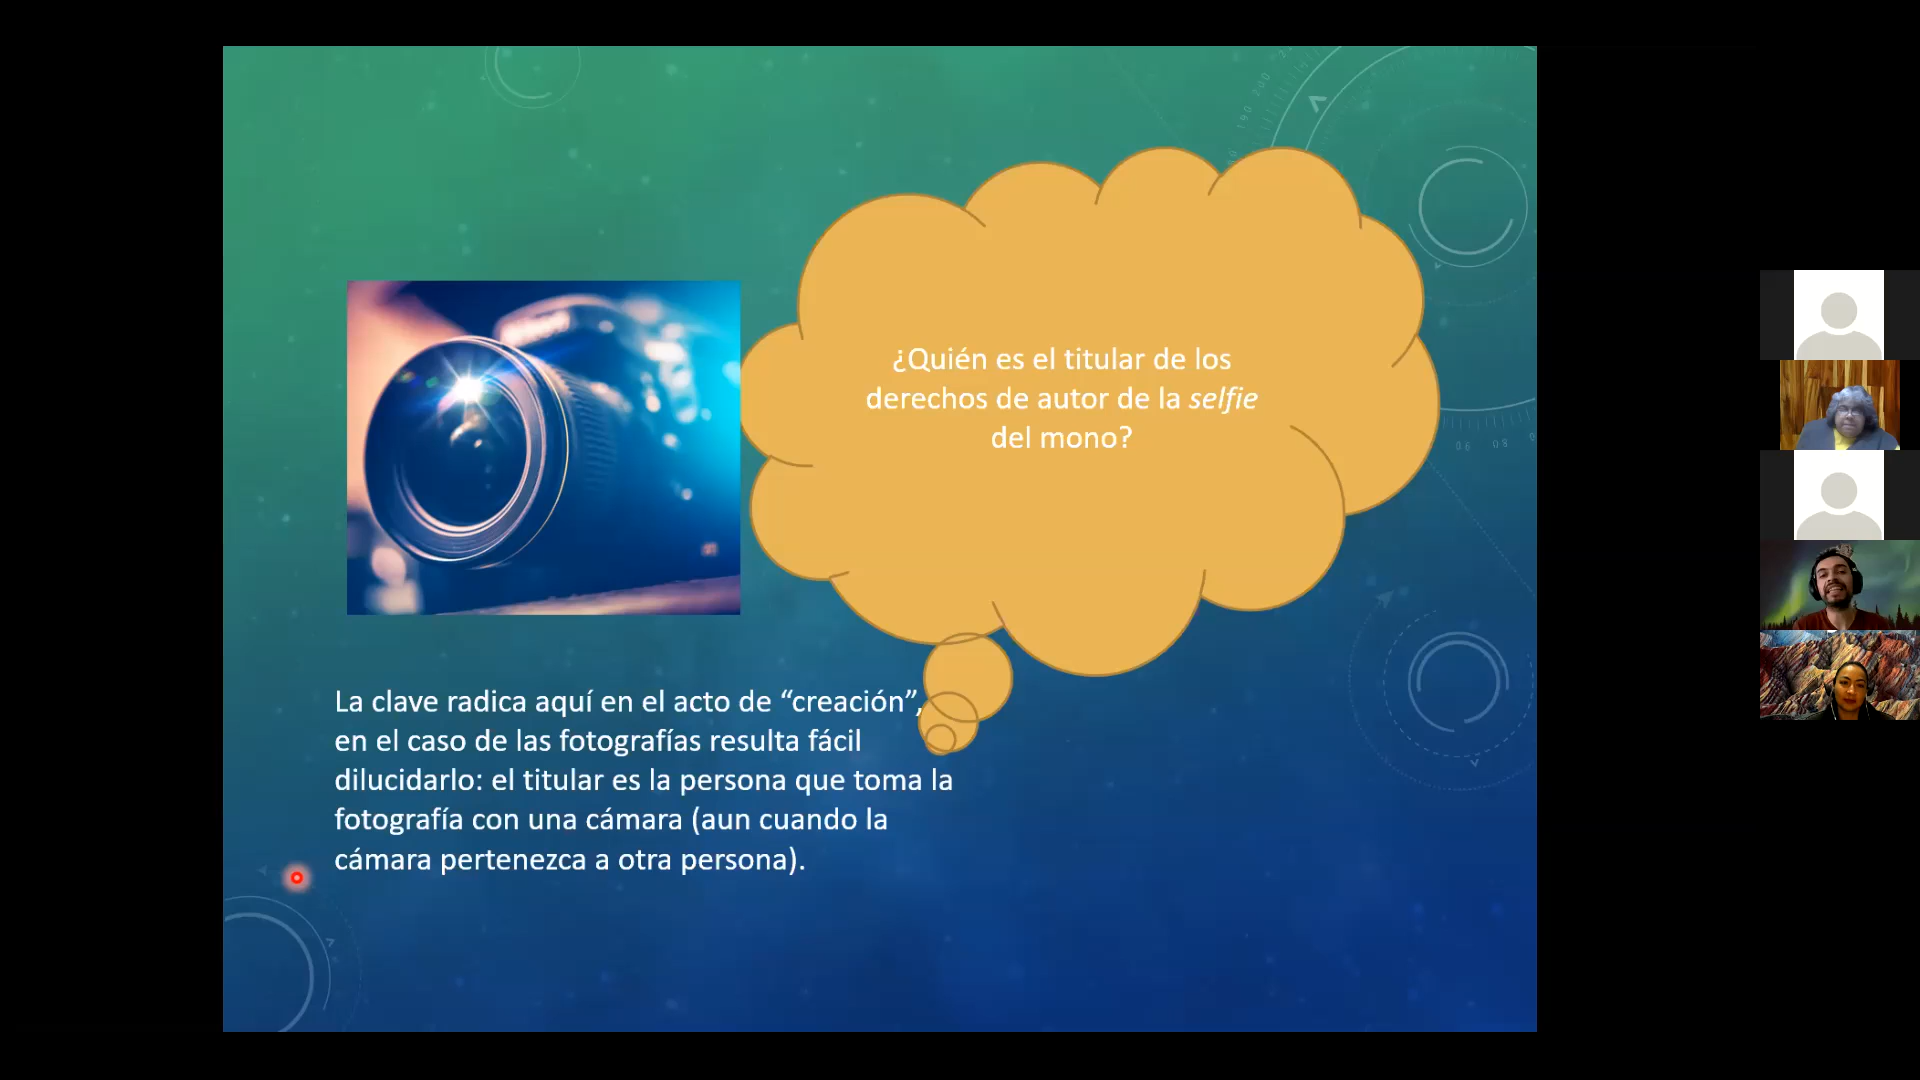 ¿Quién es el titular de los
derechos de autor de la selfie
del mono?
La clave radica aquí en el acto de “creación”,
en el caso de las fotografías resulta fácil
dilucidarlo: el titular es la persona que toma la
fotografía con una cámara (aun cuando la
cámara pertenezca a otra persona).